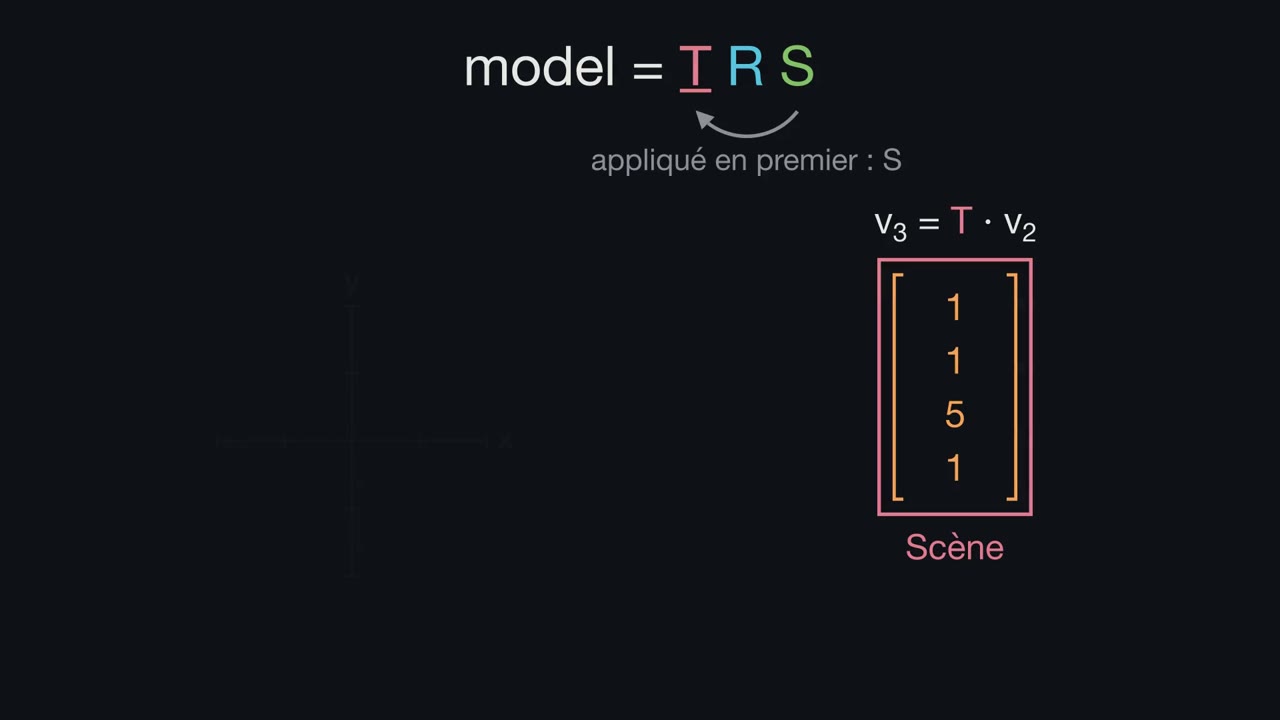 model = T R S
appliqué en premier : S
v₃ = T · v₂
1
1
5
1
Scène
y
x